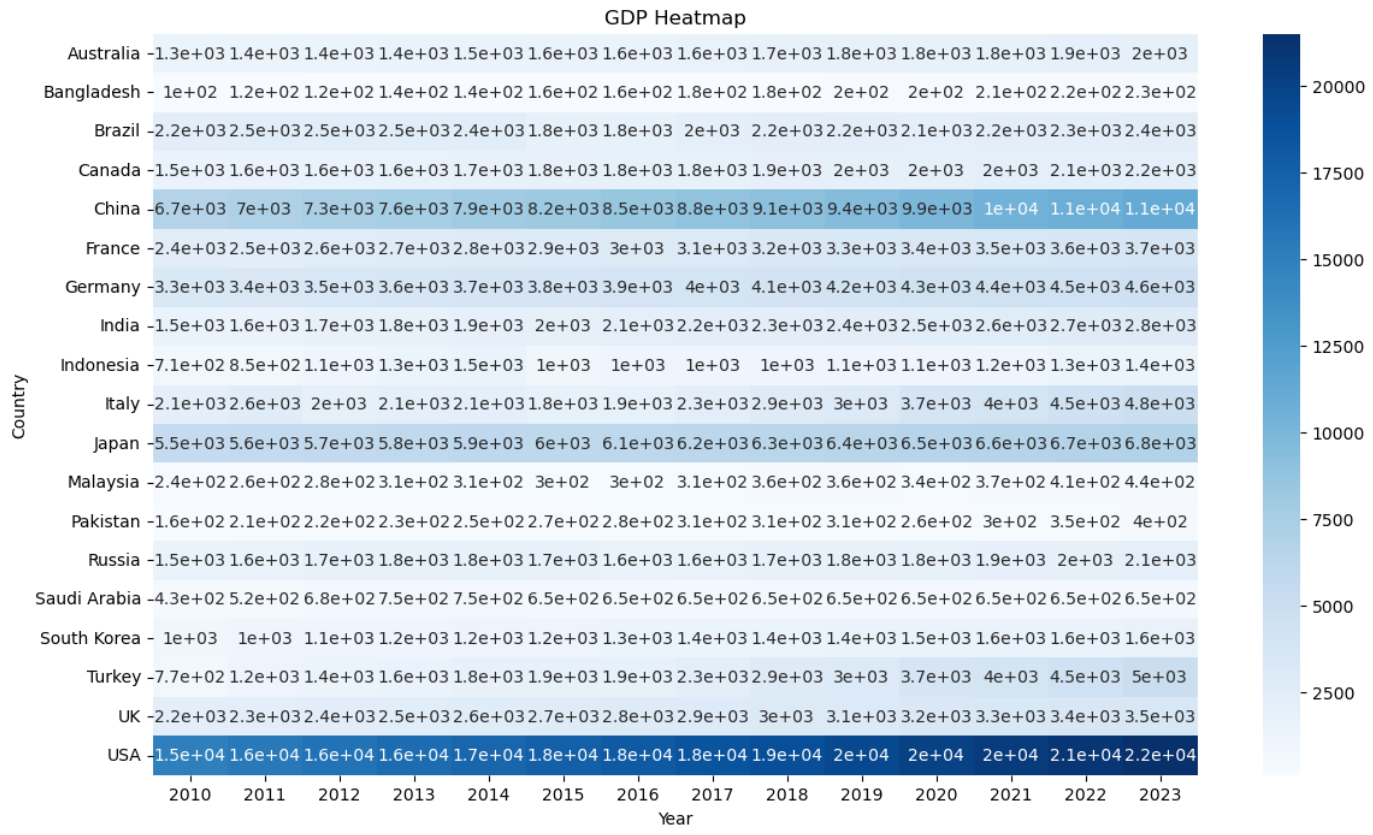 GDP Heatmap
Australia 1.3e+03 1.4e+03 1.4e+03 1.4e+03 1.5e+03 1.6e+03 1.6e+03 1.6e+03 1.7e+03 1.8e+03 1.8e+03 1.8e+03 1.9e+03 2e+03
Bangladesh 1e+02 1.2e+02 1.2e+02 1.4e+02 1.4e+02 1.6e+02 1.6e+02 1.8e+02 1.8e+02 2e+02 2e+02 2.1e+02 2.2e+02 2.3e+02
Brazil 2.2e+03 2.5e+03 2.5e+03 2.5e+03 2.4e+03 1.8e+03 1.8e+03 2e+03 2.2e+03 2.2e+03 2.1e+03 2.2e+03 2.3e+03 2.4e+03
Canada 1.5e+03 1.6e+03 1.6e+03 1.6e+03 1.7e+03 1.8e+03 1.8e+03 1.8e+03 1.9e+03 2e+03 2e+03 2e+03 2.1e+03 2.2e+03
China 6.7e+03 7e+03 7.3e+03 7.6e+03 7.9e+03 8.2e+03 8.5e+03 8.8e+03 9.1e+03 9.4e+03 9.9e+03 1e+04 1.1e+04 1.1e+04
France 2.4e+03 2.5e+03 2.6e+03 2.7e+03 2.8e+03 2.9e+03 3e+03 3.1e+03 3.2e+03 3.3e+03 3.4e+03 3.5e+03 3.6e+03 3.7e+03
Germany 3.3e+03 3.4e+03 3.5e+03 3.6e+03 3.7e+03 3.8e+03 3.9e+03 4e+03 4.1e+03 4.2e+03 4.3e+03 4.4e+03 4.5e+03 4.6e+03
India 1.5e+03 1.6e+03 1.7e+03 1.8e+03 1.9e+03 2e+03 2.1e+03 2.2e+03 2.3e+03 2.4e+03 2.5e+03 2.6e+03 2.7e+03 2.8e+03
Indonesia 7.1e+02 8.5e+02 1.1e+03 1.3e+03 1.5e+03 1e+03 1e+03 1e+03 1e+03 1.1e+03 1.1e+03 1.2e+03 1.3e+03 1.4e+03
Italy 2.1e+03 2.6e+03 2e+03 2.1e+03 2.1e+03 1.8e+03 1.9e+03 2.3e+03 2.9e+03 3e+03 3.7e+03 4e+03 4.5e+03 4.8e+03
Japan 5.5e+03 5.6e+03 5.7e+03 5.8e+03 5.9e+03 6e+03 6.1e+03 6.2e+03 6.3e+03 6.4e+03 6.5e+03 6.6e+03 6.7e+03 6.8e+03
Malaysia 2.4e+02 2.6e+02 2.8e+02 3.1e+02 3.1e+02 3e+02 3e+02 3.1e+02 3.6e+02 3.6e+02 3.4e+02 3.7e+02 4.1e+02 4.4e+02
Pakistan 1.6e+02 2.1e+02 2.2e+02 2.3e+02 2.5e+02 2.7e+02 2.8e+02 3.1e+02 3.1e+02 3.1e+02 2.6e+02 3e+02 3.5e+02 4e+02
Russia 1.5e+03 1.6e+03 1.7e+03 1.8e+03 1.8e+03 1.7e+03 1.6e+03 1.6e+03 1.7e+03 1.8e+03 1.8e+03 1.9e+03 2e+03 2.1e+03
Saudi Arabia 4.3e+02 5.2e+02 6.8e+02 7.5e+02 7.5e+02 6.5e+02 6.5e+02 6.5e+02 6.5e+02 6.5e+02 6.5e+02 6.5e+02 6.5e+02 6.5e+02
South Korea 1e+03 1e+03 1.1e+03 1.2e+03 1.2e+03 1.2e+03 1.3e+03 1.4e+03 1.4e+03 1.4e+03 1.5e+03 1.6e+03 1.6e+03 1.6e+03
Turkey 7.7e+02 1.2e+03 1.4e+03 1.6e+03 1.8e+03 1.9e+03 1.9e+03 2.3e+03 2.9e+03 3e+03 3.7e+03 4e+03 4.5e+03 5e+03
UK 2.2e+03 2.3e+03 2.4e+03 2.5e+03 2.6e+03 2.7e+03 2.8e+03 2.9e+03 3e+03 3.1e+03 3.2e+03 3.3e+03 3.4e+03 3.5e+03
USA 1.5e+04 1.6e+04 1.6e+04 1.6e+04 1.7e+04 1.8e+04 1.8e+04 1.8e+04 1.9e+04 2e+04 2e+04 2e+04 2.1e+04 2.2e+04
2010 2011 2012 2013 2014 2015 2016 2017 2018 2019 2020 2021 2022 2023
Year
Country
20000
17500
15000
12500
10000
7500
5000
2500